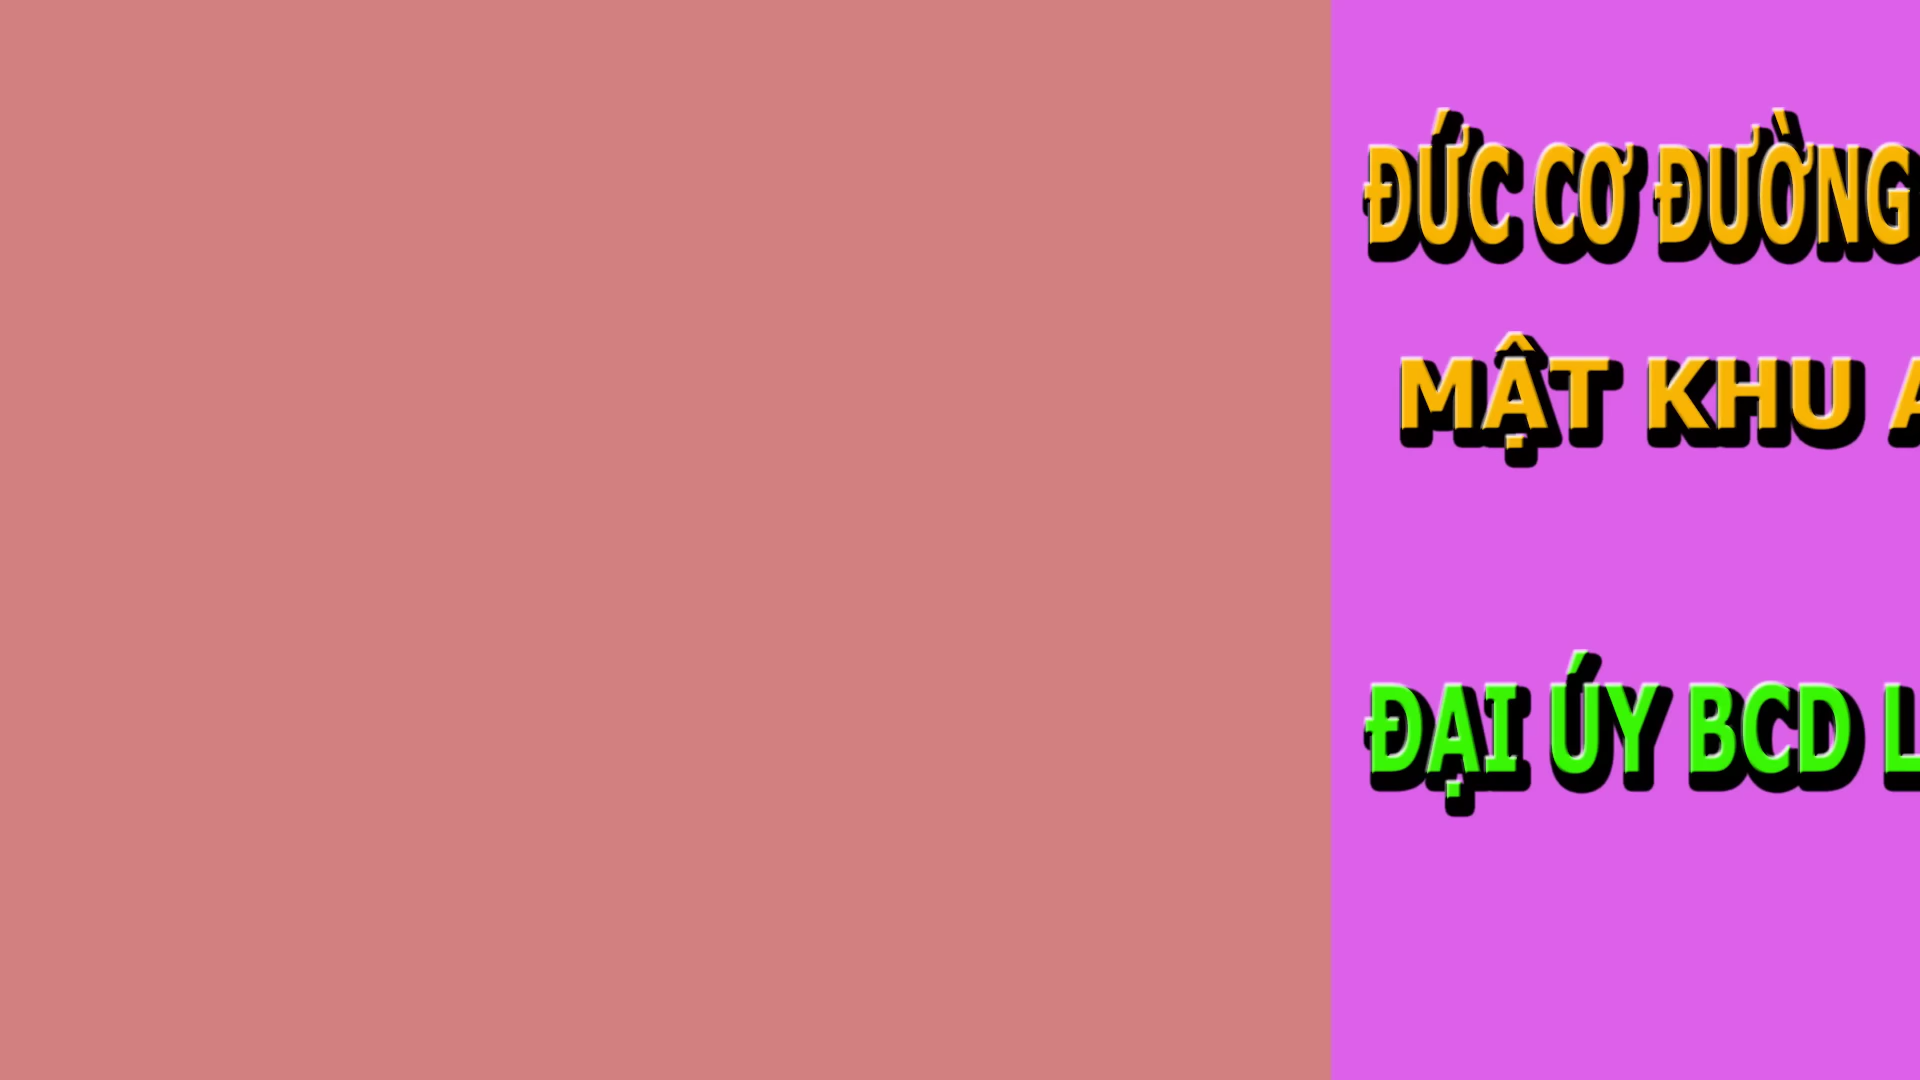 ĐỨC CƠ ĐƯỜNG
MẬT KHU
ĐẠI ÚY BCD